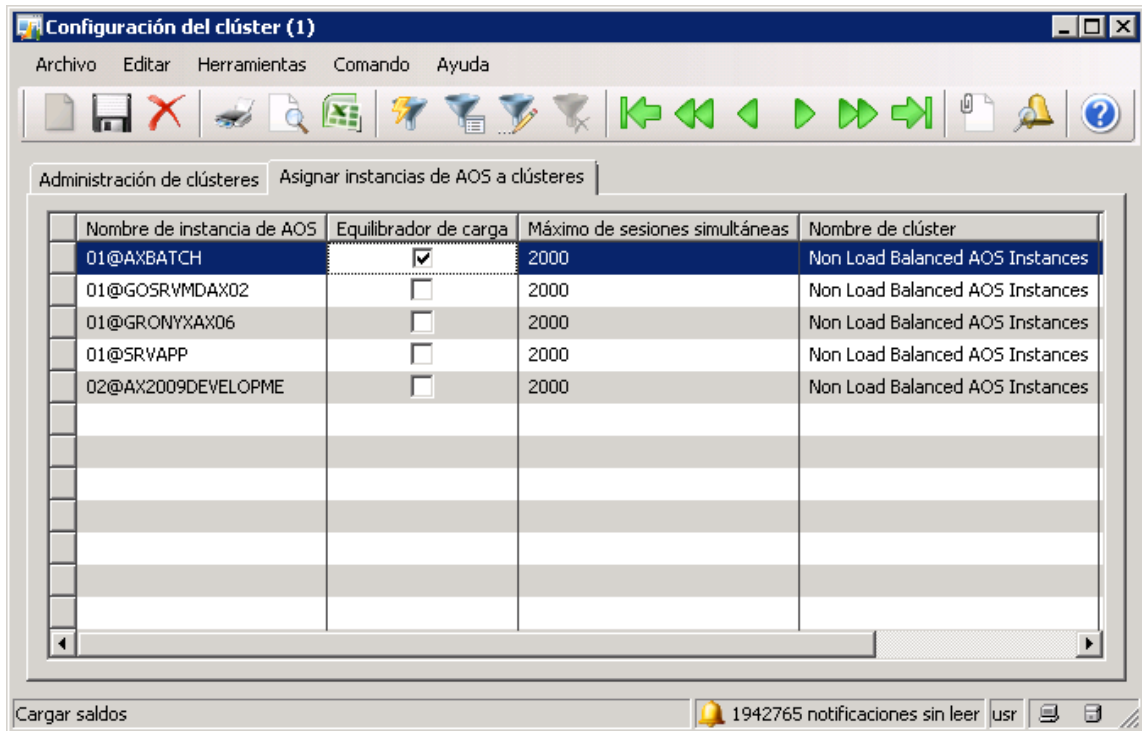 Configuración del clúster (1)
Archivo Editar Herramientas Comando Ayuda
Administración de clústeres Asignar instancias de AOS a clústeres
Nombre de instancia de AOS Equilibrador de carga Máximo de sesiones simultáneas Nombre de clúster
01@AXBATCH 2000 Non Load Balanced AOS Instances
01@GOSRVMDAX02 2000 Non Load Balanced AOS Instances
01@GRONYXAX06 2000 Non Load Balanced AOS Instances
01@SRVAPP 2000 Non Load Balanced AOS Instances
02@AX2009DEVELOPME 2000 Non Load Balanced AOS Instances
Cargar saldos 1942765 notificaciones sin leer usr